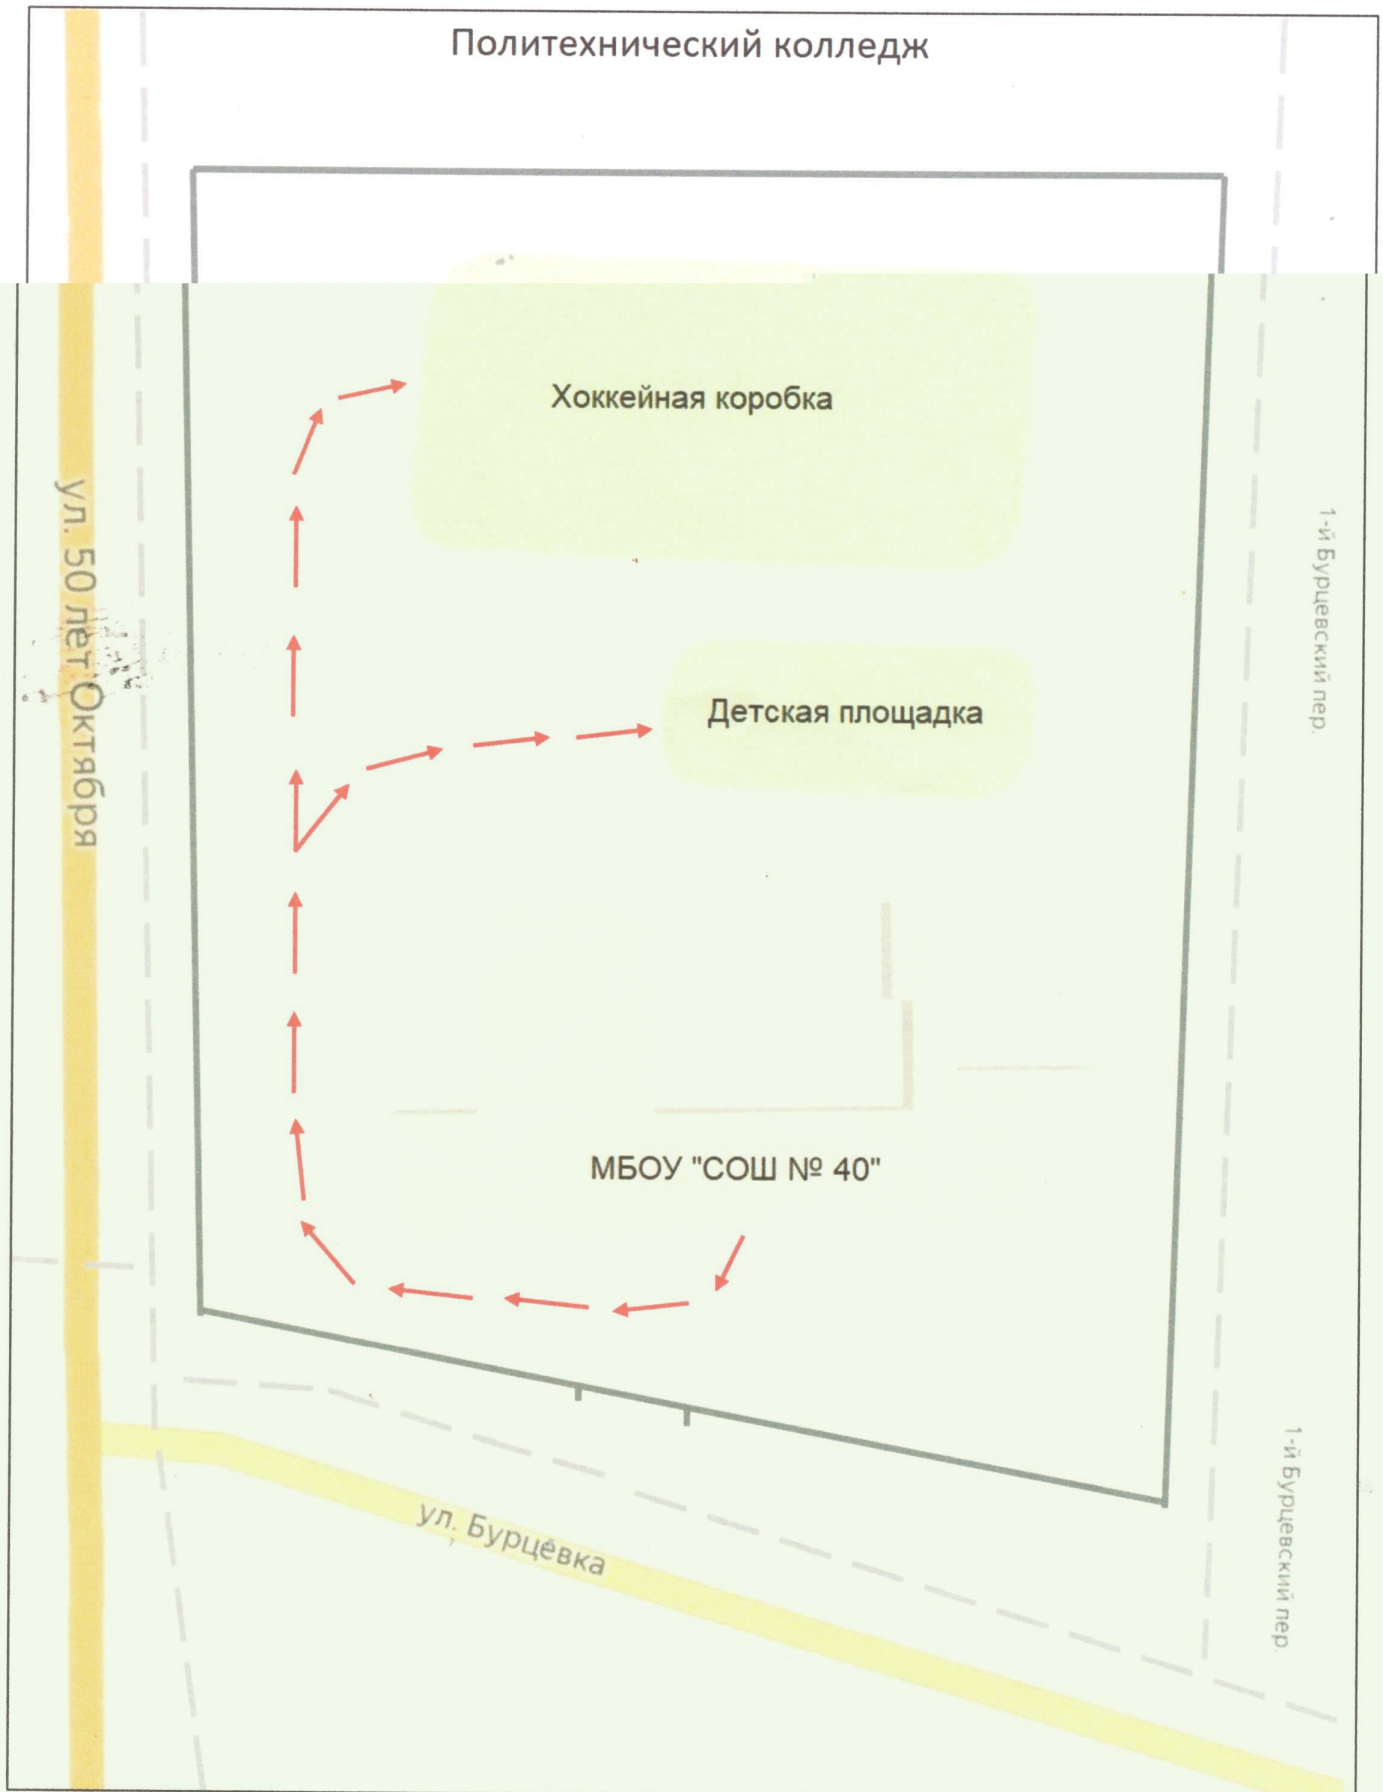 Политехнический колледж
Хоккейная коробка
ул. 50 лет Октября
1-й Бурцевский пер.
Детская площадка
МБОУ "СОШ № 40"
ул. Бурцевка
1-й Бурцевский пер.